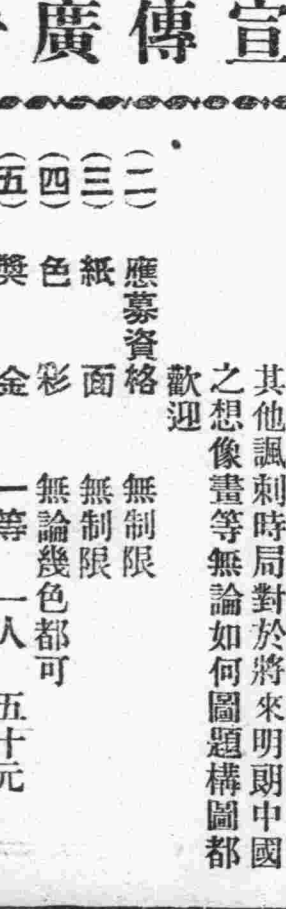 宣傳廣
其他諷刺時局對於將來明朗中國
之想像畫等無論如何圖題構圖都
歡迎
(二) 應募資格 無制限
(三) 紙面 無制限
(四) 色彩 無論幾色都可
(五) 獎金 一等 一人 五十元